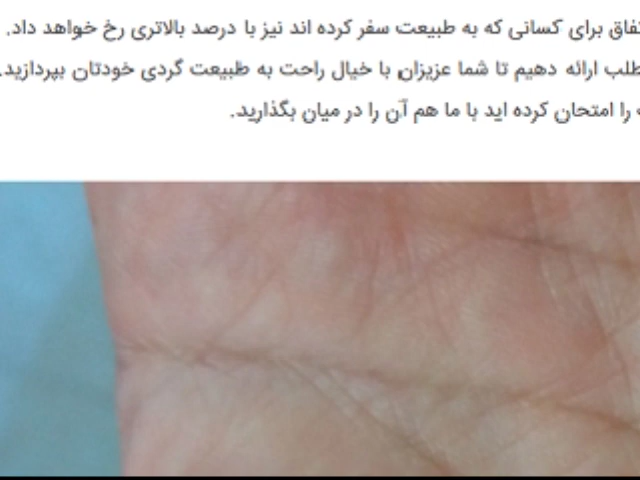 برای کسانی که به طبیعت سفر کرده اند نیز با درصد بالاتری رخ خواهد داد.
ارائه دهیم تا شما عزیزان با خیال راحت به طبیعت گردی خودتان بپردازید.
را امتحان کرده اید با ما هم آن را در میان بگذارید.